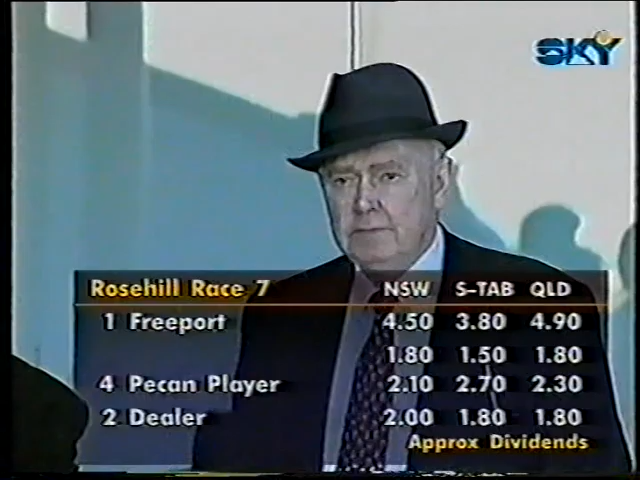 SKY
Rosehill Race 7 NSW S-TAB QLD
1 Freeport 4.50 3.80 4.90
1.80 1.50 1.80
4 Pecan Player 2.10 2.70 2.30
2 Dealer 2.00 1.80 1.80
Approx Dividends